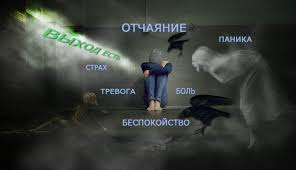 ВЫХОД ЕСТЬ
ОТЧАЯНИЕ
ПАНИКА
СТРАХ
ТРЕВОГА
БОЛЬ
БЕСПОКОЙСТВО